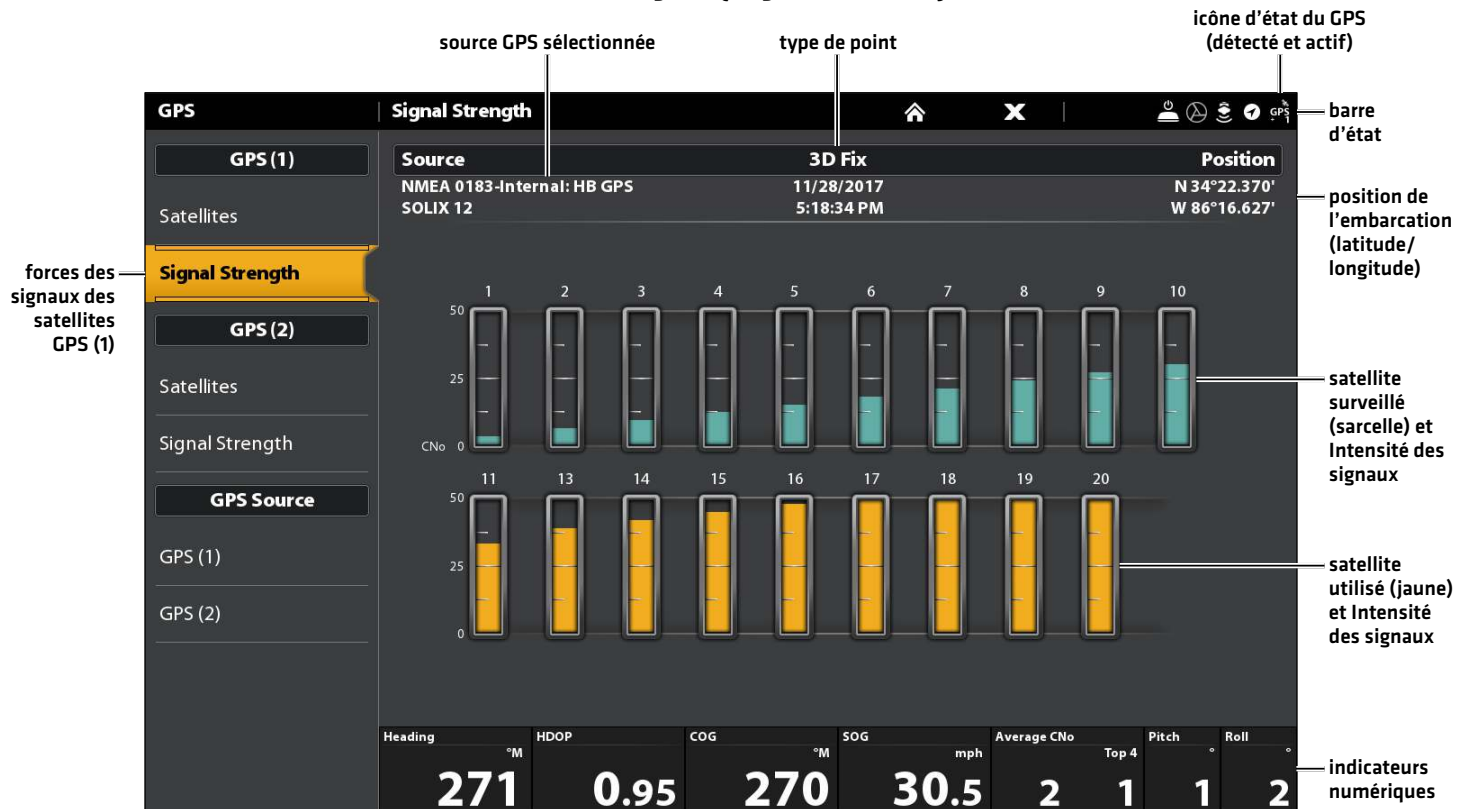 icône d'état du GPS
(détecté et actif)
source GPS sélectionnée
type de point
GPS
Signal Strength
GPS 1
barre
d'état
GPS (1)
Satellites
Signal Strength
GPS (2)
Satellites
Signal Strength
GPS Source
GPS (1)
GPS (2)
forces des
signaux des
satellites
GPS (1)
Source 3D Fix Position
NMEA 0183-Internal: HB GPS 11/28/2017 N 34°22.370'
SOLIX 12 5:18:34 PM W 86°16.627'
position de
l'embarcation
(latitude/
longitude)
1 2 3 4 5 6 7 8 9 10
50
25
CNo 0
satellite
surveillé
(sarcelle) et
Intensité des
signaux
11 13 14 15 16 17 18 19 20
50
25
0
satellite
utilisé (jaune)
et Intensité
des signaux
Heading HDOP COG SOG Average CNo Pitch Roll
°M °M mph Top 4 ° °
271 0.95 270 30.5 2 1 1 2
indicateurs
numériques